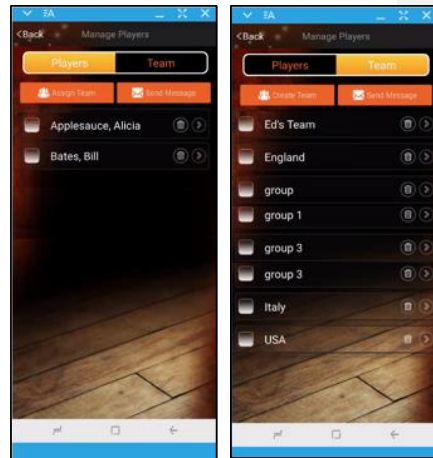 EA
<Back Manage Players
Players Team
Assign Team Send Message
Applesauce, Alicia
Bates, Bill
EA
<Back Manage Players
Players Team
Create Team Send Message
Ed's Team
England
group
group 1
group 3
group 3
Italy
USA